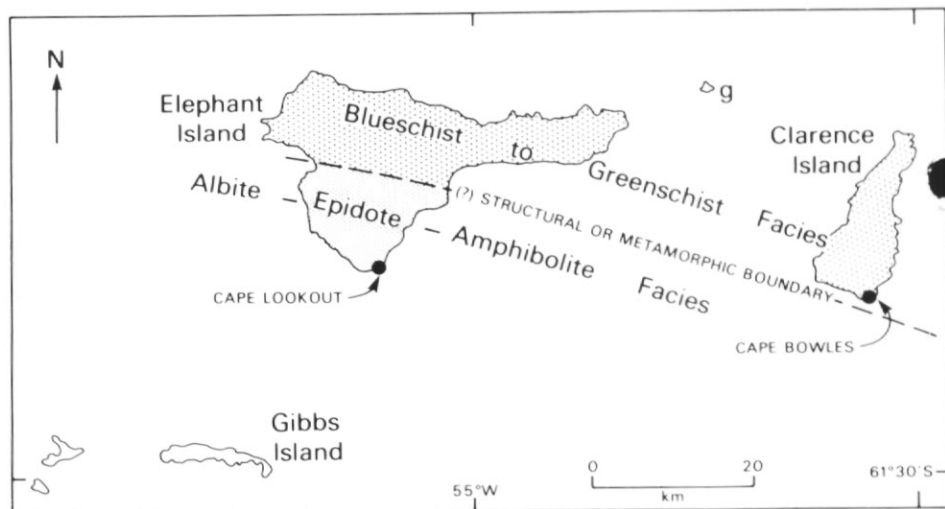 N
g
Elephant
Island
Blueschist to Greenschist Facies
Clarence
Island
Albite – Epidote – Amphibolite Facies
(?) STRUCTURAL OR METAMORPHIC BOUNDARY
CAPE LOOKOUT
CAPE BOWLES
Gibbs
Island
0 20
km
55°W
61°30'S